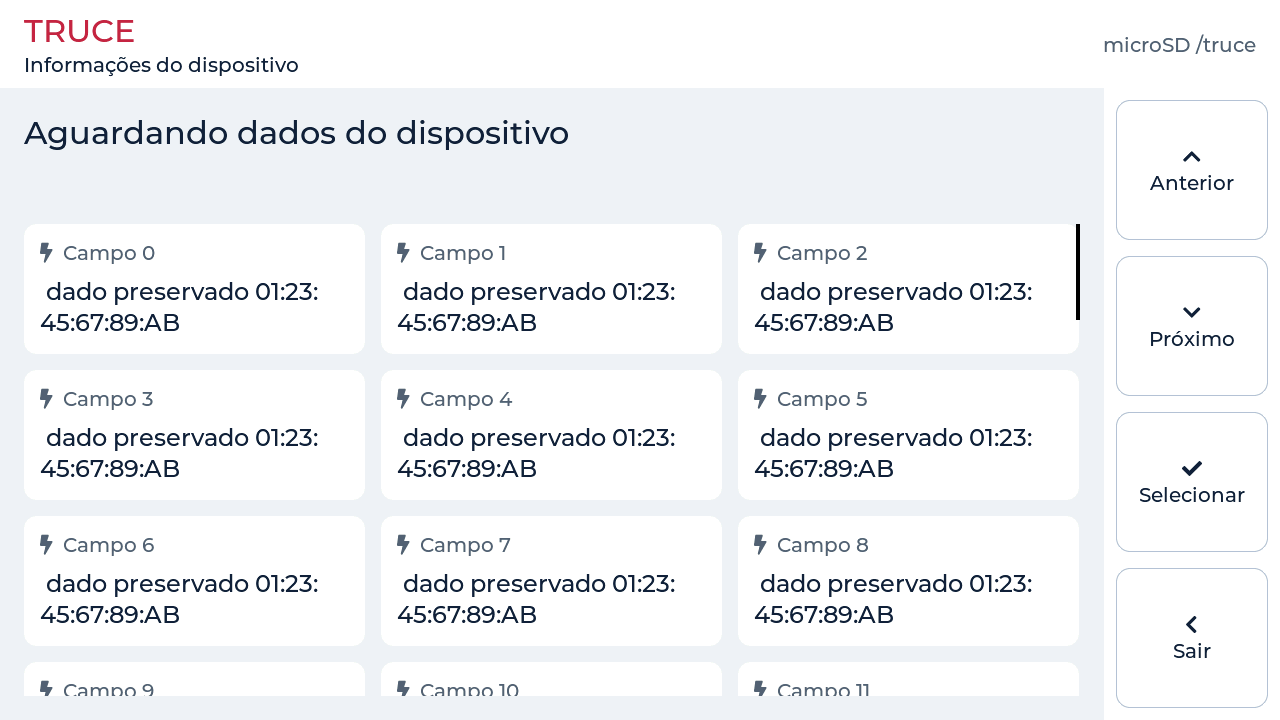 TRUCE
Informações do dispositivo
microSD /truce
Aguardando dados do dispositivo
Campo 0
dado preservado 01:23:
45:67:89:AB
Campo 1
dado preservado 01:23:
45:67:89:AB
Campo 2
dado preservado 01:23:
45:67:89:AB
Campo 3
dado preservado 01:23:
45:67:89:AB
Campo 4
dado preservado 01:23:
45:67:89:AB
Campo 5
dado preservado 01:23:
45:67:89:AB
Campo 6
dado preservado 01:23:
45:67:89:AB
Campo 7
dado preservado 01:23:
45:67:89:AB
Campo 8
dado preservado 01:23:
45:67:89:AB
Campo 9
Campo 10
Campo 11
Anterior
Próximo
Selecionar
Sair